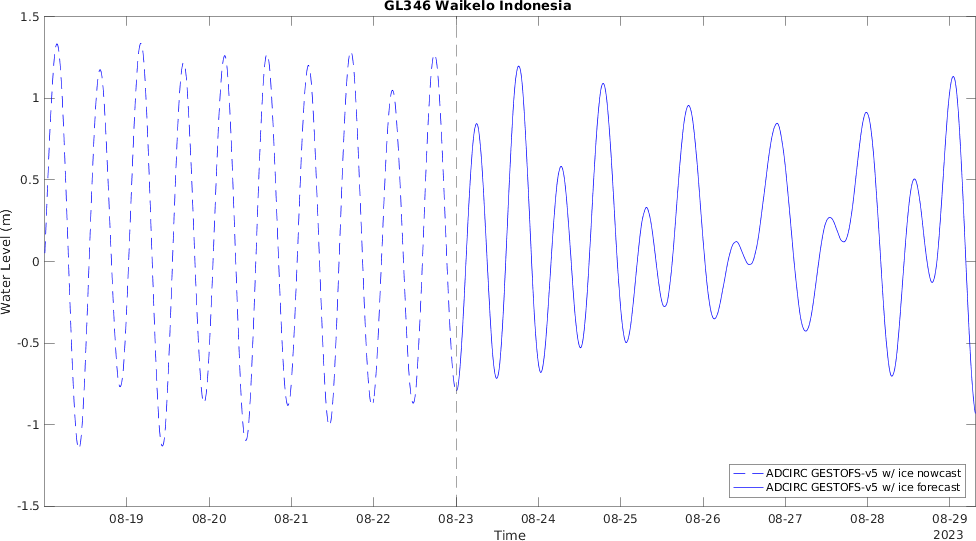 GL346 Waikelo Indonesia
1.5
1
0.5
0
-0.5
-1
-1.5
Water Level (m)
ADCIRC GESTOFS-v5 w/ ice nowcast
ADCIRC GESTOFS-v5 w/ ice forecast
08-19 08-20 08-21 08-22 08-23 08-24 08-25 08-26 08-27 08-28 08-29
2023
Time